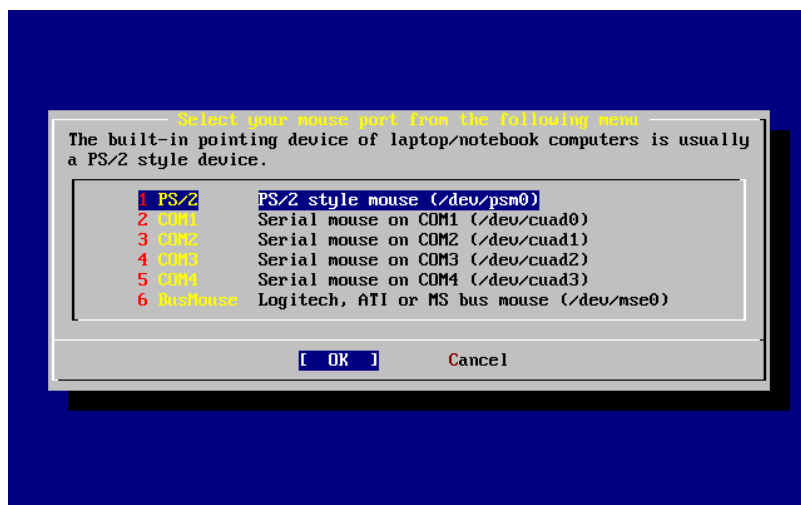 Select your mouse port from the following menu
The built-in pointing device of laptop/notebook computers is usually
a PS/2 style device.
1 PS/2 PS/2 style mouse (/dev/psm0)
2 COM1 Serial mouse on COM1 (/dev/cuad0)
3 COM2 Serial mouse on COM2 (/dev/cuad1)
4 COM3 Serial mouse on COM3 (/dev/cuad2)
5 COM4 Serial mouse on COM4 (/dev/cuad3)
6 BusMouse Logitech, ATI or MS bus mouse (/dev/mse0)
[ OK ] Cancel